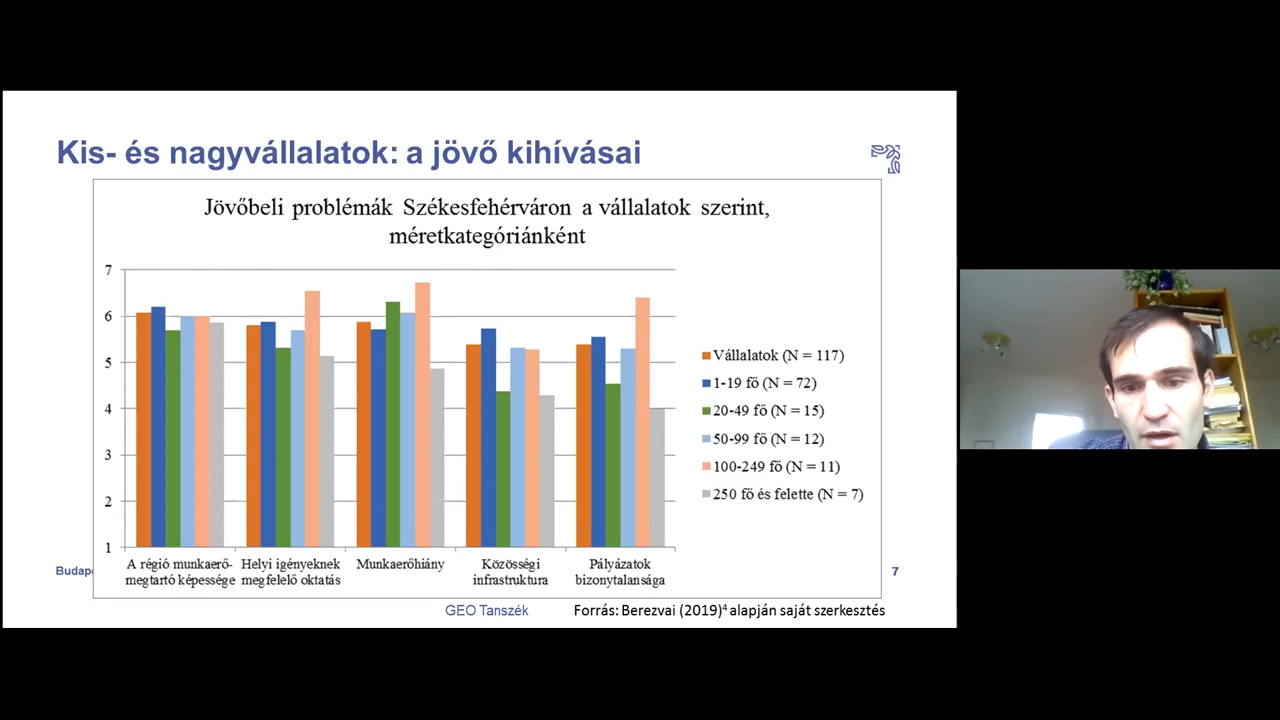 Kis- és nagyvállalatok: a jövő kihívásai
Jövőbeli problémák Székesfehérváron a vállalatok szerint,
méretkategóriánként
7
6
5
4
3
2
1
Vállalatok (N = 117)
1-19 fő (N = 72)
20-49 fő (N = 15)
50-99 fő (N = 12)
100-249 fő (N = 11)
250 fő és felette (N = 7)
A régió munkaerő-
megtartó képessége
Helyi igényeknek
megfelelő oktatás
Munkaerőhiány
Közösségi
infrastruktura
Pályázatok
bizonytalansága
7
GEO Tanszék
Forrás: Berezvai (2019)⁴ alapján saját szerkesztés